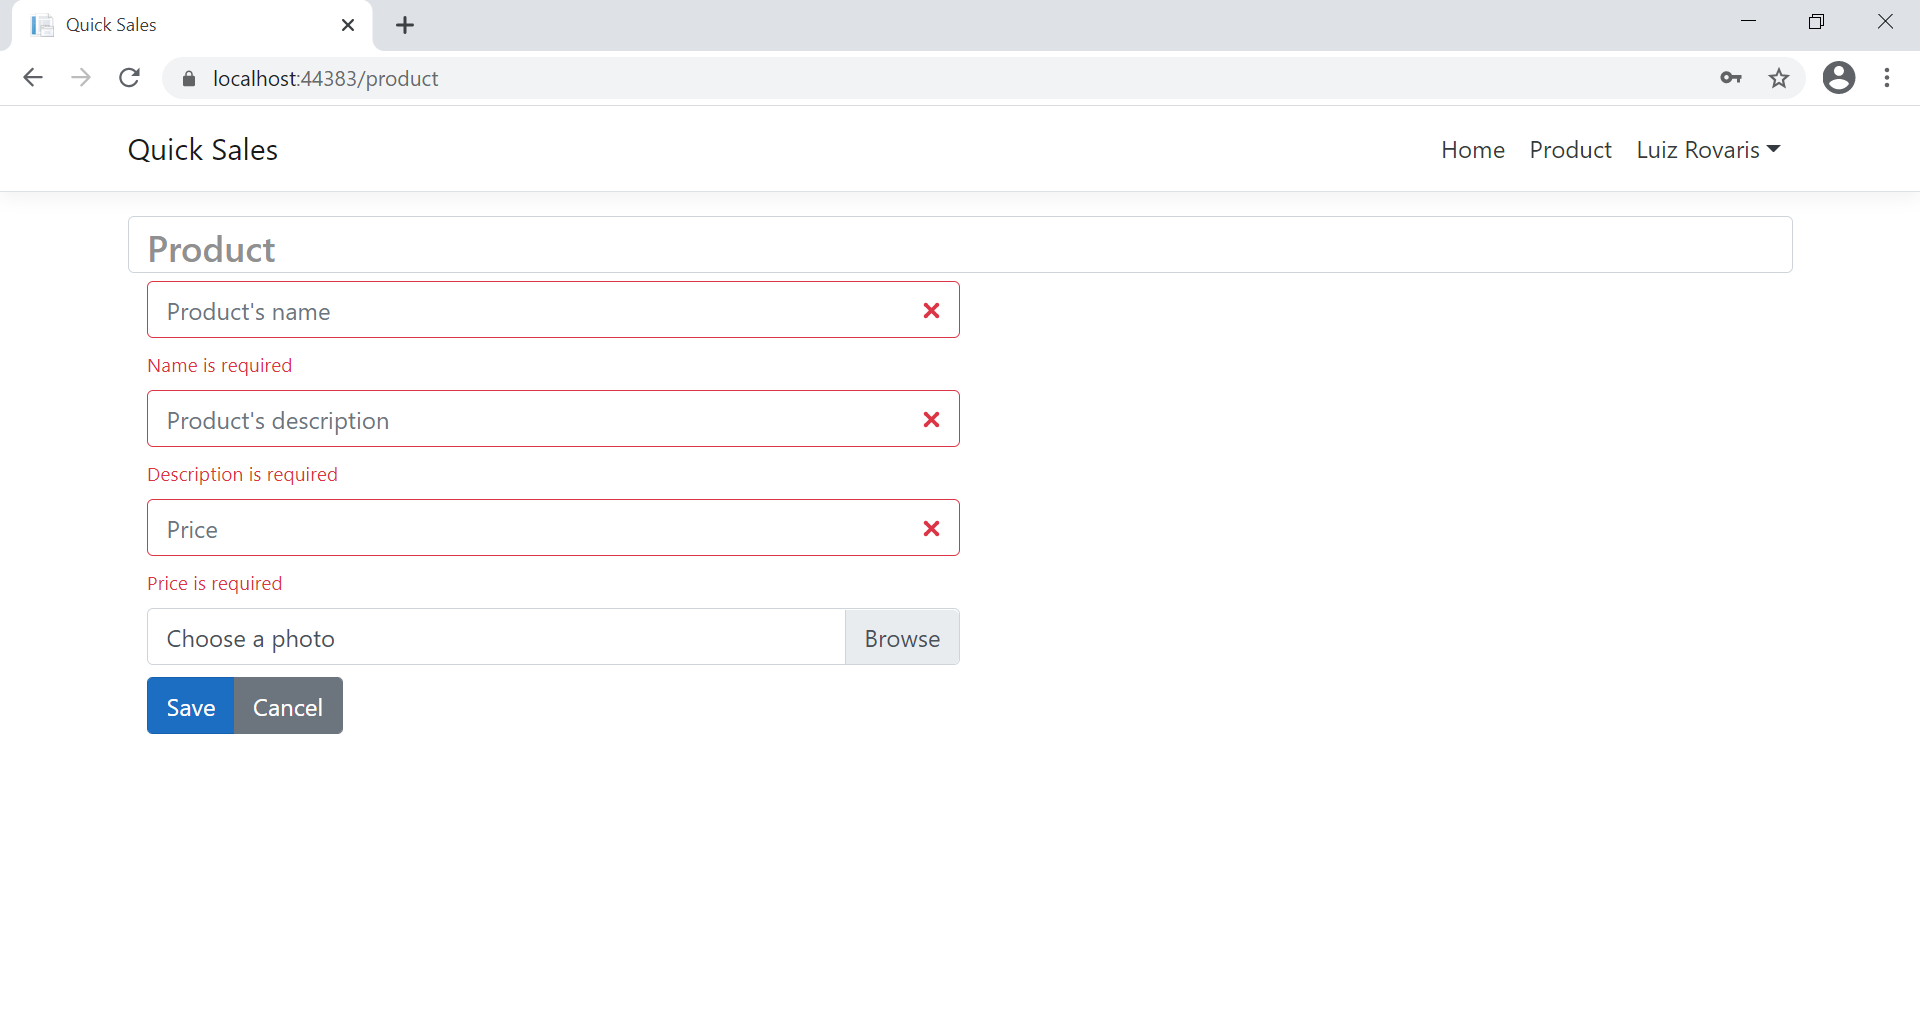 Quick Sales
localhost:44383/product
Quick Sales
Home Product Luiz Rovaris
Product
Product's name
Name is required
Product's description
Description is required
Price
Price is required
Choose a photo Browse
Save Cancel